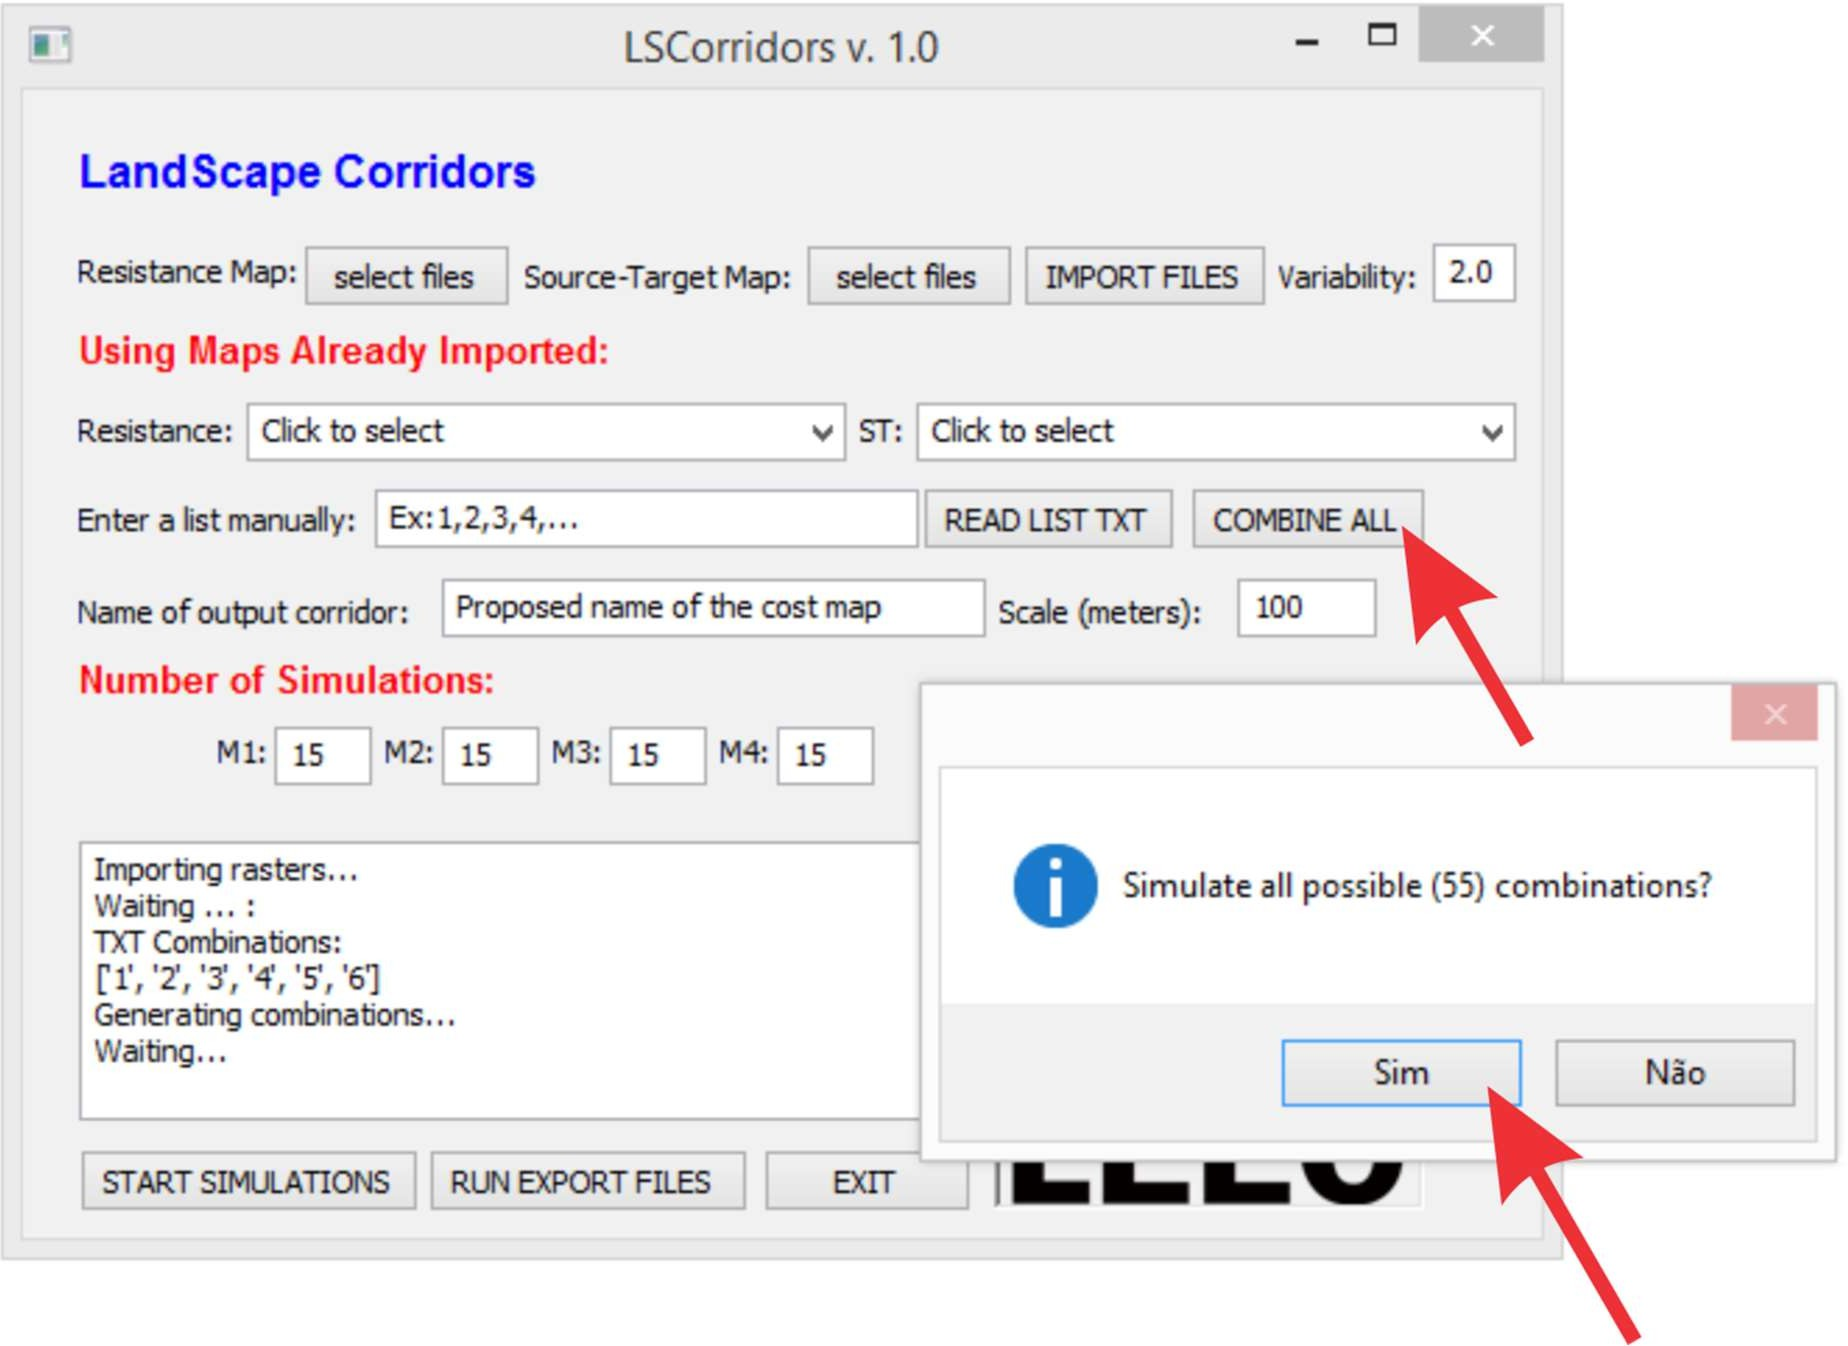 LSCorridors v. 1.0
LandScape Corridors
Resistance Map: select files Source-Target Map: select files IMPORT FILES Variability: 2.0
Using Maps Already Imported:
Resistance: Click to select ST: Click to select
Enter a list manually: Ex:1,2,3,4,... READ LIST TXT COMBINE ALL
Name of output corridor: Proposed name of the cost map Scale (meters): 100
Number of Simulations:
M1: 15 M2: 15 M3: 15 M4: 15
Importing rasters...
Waiting ... :
TXT Combinations:
['1', '2', '3', '4', '5', '6']
Generating combinations...
Waiting...
Simulate all possible (55) combinations?
Sim Não
START SIMULATIONS RUN EXPORT FILES EXIT